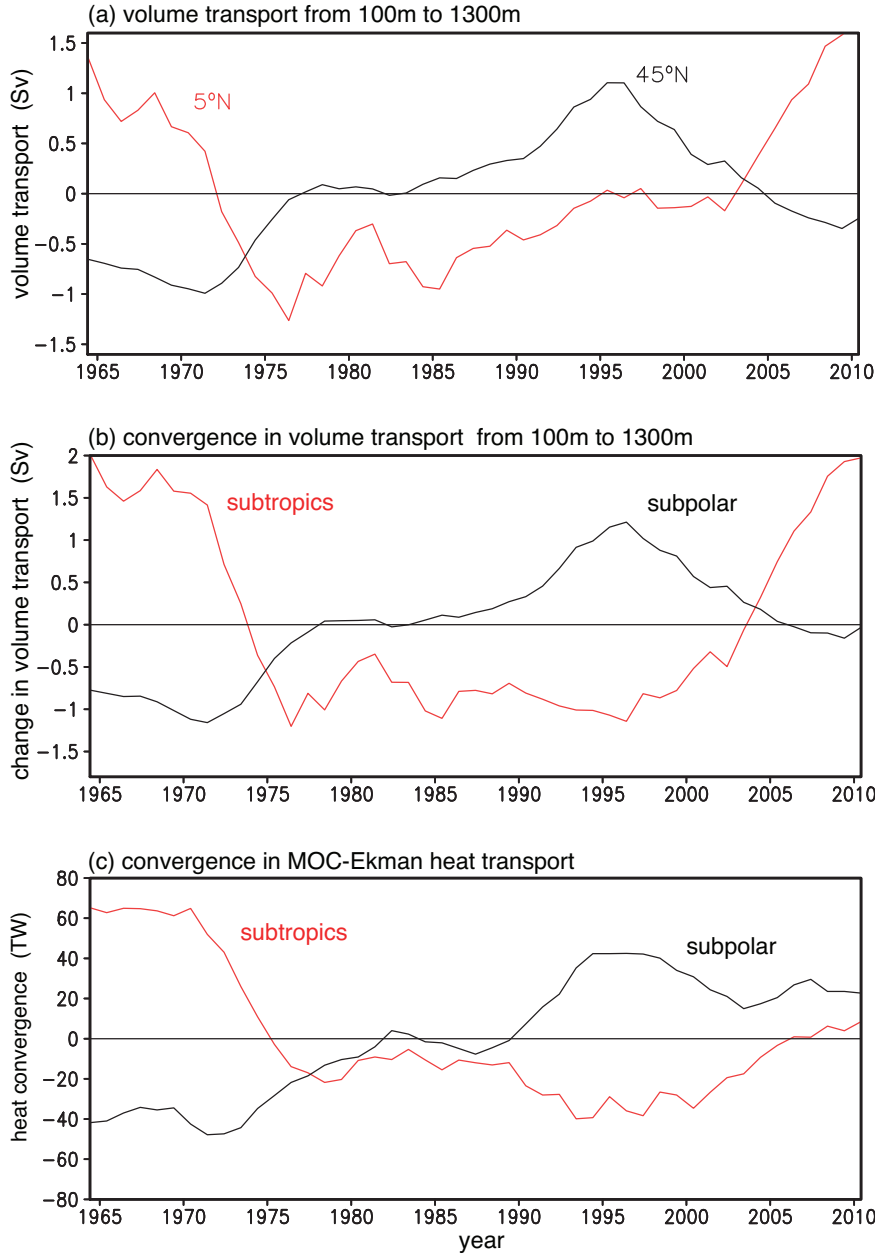 (a) volume transport from 100m to 1300m
volume transport (Sv)
1.5
1
0.5
0
−0.5
−1
−1.5
5°N
45°N
1965 1970 1975 1980 1985 1990 1995 2000 2005 2010
(b) convergence in volume transport from 100m to 1300m
change in volume transport (Sv)
2
1.5
1
0.5
0
−0.5
−1
−1.5
subtropics
subpolar
1965 1970 1975 1980 1985 1990 1995 2000 2005 2010
(c) convergence in MOC-Ekman heat transport
heat convergence (TW)
80
60
40
20
0
−20
−40
−60
−80
subtropics
subpolar
1965 1970 1975 1980 1985 1990 1995 2000 2005 2010
year